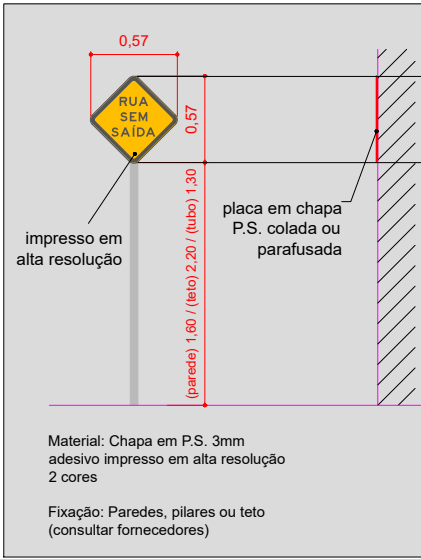 0,57
RUA
SEM
SAÍDA
0,57
impresso em
alta resolução
(parede) 1,60 / (teto) 2,20 / (tubo) 1,30
placa em chapa
P.S. colada ou
parafusada
Material: Chapa em P.S. 3mm
adesivo impresso em alta resolução
2 cores
Fixação: Paredes, pilares ou teto
(consultar fornecedores)